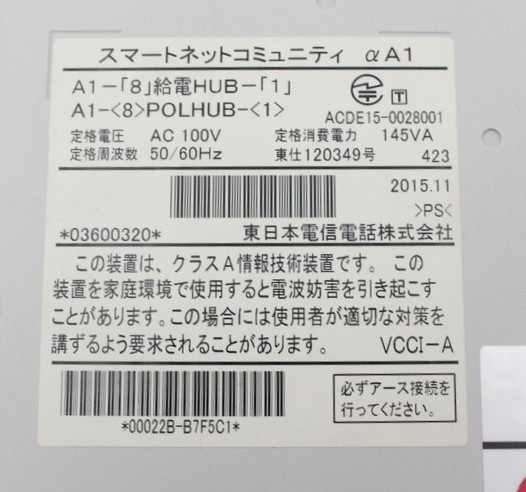 スマートネットコミュニティ αA1
A1-「8」給電HUB-「1」
A1-<8>POLHUB-<1>
T
ACDE15-0028001
定格電圧 AC 100V 定格消費電力 145VA
定格周波数 50/60Hz 東仕120349号 423
2015.11
>PS<
*03600320* 東日本電信電話株式会社
この装置は、クラスA情報技術装置です。この
装置を家庭環境で使用すると電波妨害を引き起こす
ことがあります。この場合には使用者が適切な対策を
講ずるよう要求されることがあります。 VCCI-A
必ずアース接続を
行ってください。
*00022B-B7F5C1*